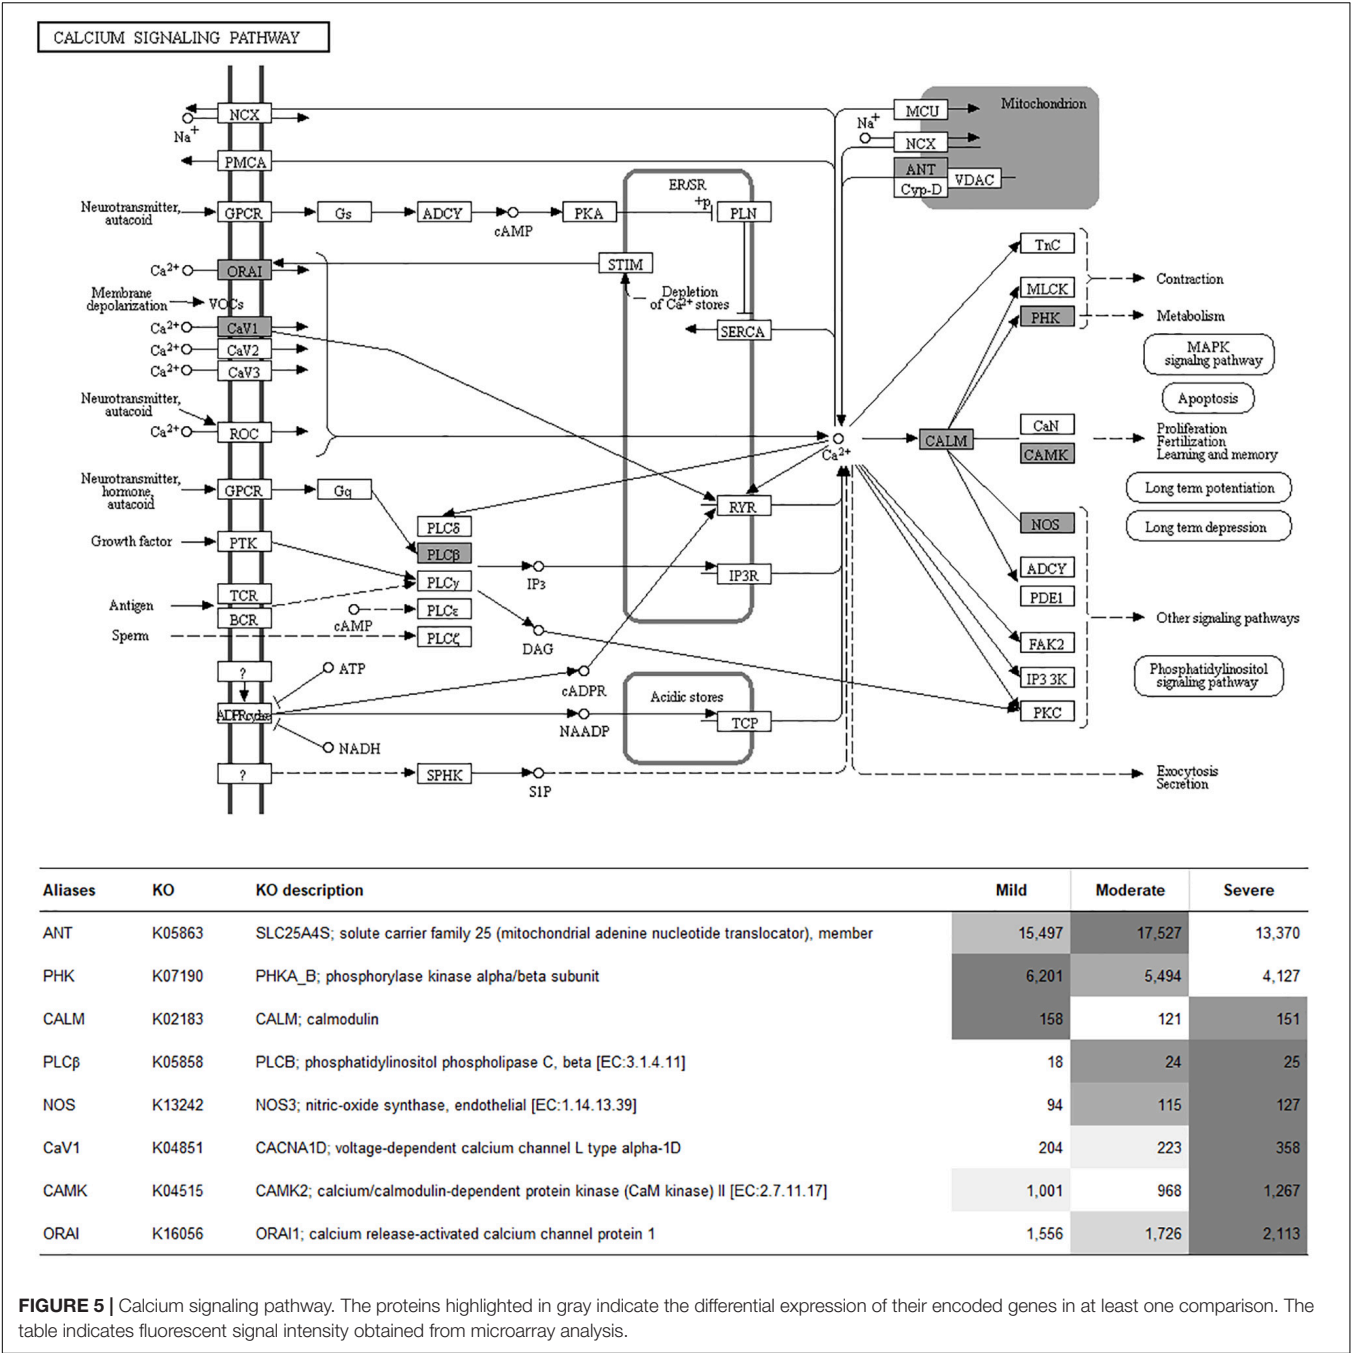 CALCIUM SIGNALING PATHWAY
NCX
Na+
PMCA
Neurotransmitter,
autacoid
GPCR
Gs
ADCY
cAMP
PKA
ER/SR
+p
PLN
MCU
Mitochondrion
Na+
NCX
ANT
Cyp-D
VDAC
Ca2+
ORAI
STIM
Depletion
of Ca2+ stores
Membrane
depolarization
VOCs
Ca2+
CaV1
Ca2+
CaV2
Ca2+
CaV3
SERCA
Neurotransmitter,
autacoid
Ca2+
ROC
Ca2+
TnC
MLCK
PHK
Contraction
Metabolism
MAPK
signaling pathway
Apoptosis
CALM
CaN
CAMK
Proliferation
Fertilization
Learning and memory
Long term potentiation
Long term depression
Neurotransmitter,
hormone,
autacoid
GPCR
Gq
Growth factor
PTK
PLCδ
PLCβ
PLCγ
PLCε
PLCζ
IP3
RYR
IP3R
NOS
ADCY
PDE1
Other signaling pathways
FAK2
IP3 3K
PKC
Phosphatidylinositol
signaling pathway
Antigen
TCR
BCR
cAMP
Sperm
DAG
?
ATP
cADPR
NAADP
NADH
Acidic stores
TCP
?
SPHK
S1P
Exocytosis
Secretion
Aliases KO KO description Mild Moderate Severe
ANT K05863 SLC25A4S; solute carrier family 25 (mitochondrial adenine nucleotide translocator), member 15,497 17,527 13,370
PHK K07190 PHKA_B; phosphorylase kinase alpha/beta subunit 6,201 5,494 4,127
CALM K02183 CALM; calmodulin 158 121 151
PLCβ K05858 PLCB; phosphatidylinositol phospholipase C, beta [EC:3.1.4.11] 18 24 25
NOS K13242 NOS3; nitric-oxide synthase, endothelial [EC:1.14.13.39] 94 115 127
CaV1 K04851 CACNA1D; voltage-dependent calcium channel L type alpha-1D 204 223 358
CAMK K04515 CAMK2; calcium/calmodulin-dependent protein kinase (CaM kinase) II [EC:2.7.11.17] 1,001 968 1,267
ORAI K16056 ORAI1; calcium release-activated calcium channel protein 1 1,556 1,726 2,113
FIGURE 5 | Calcium signaling pathway. The proteins highlighted in gray indicate the differential expression of their encoded genes in at least one comparison. The
table indicates fluorescent signal intensity obtained from microarray analysis.